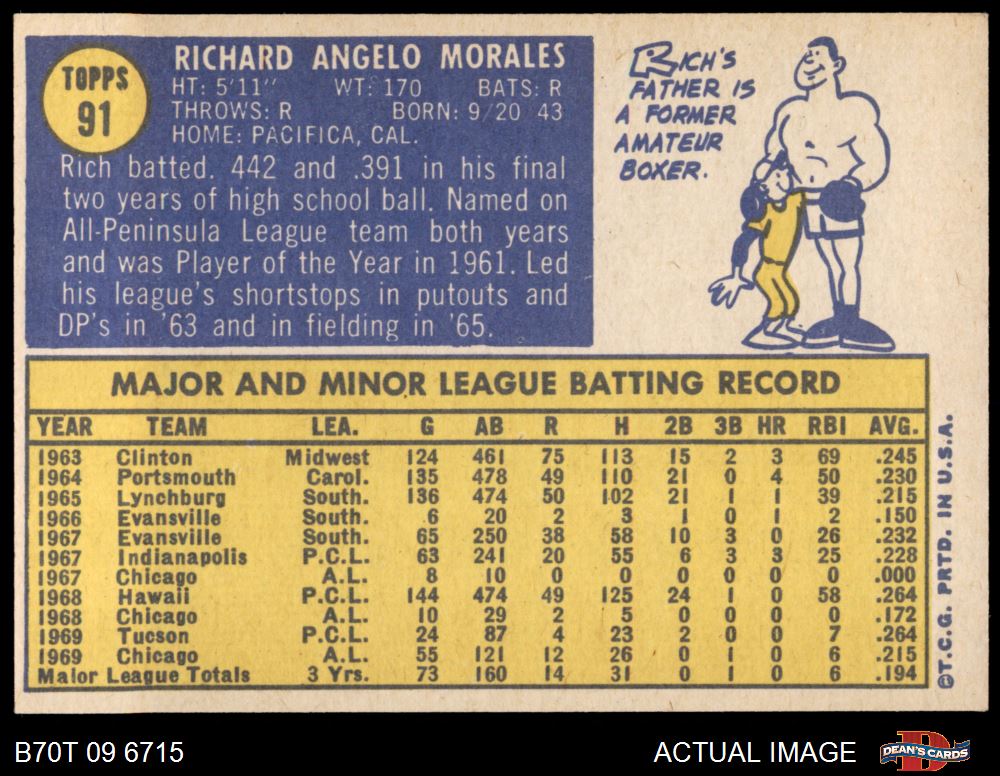 TOPPS
91
RICHARD ANGELO MORALES
HT: 5'11" WT: 170 BATS: R
THROWS: R BORN: 9/20 43
HOME: PACIFICA, CAL.
Rich batted. 442 and .391 in his final
two years of high school ball. Named on
All-Peninsula League team both years
and was Player of the Year in 1961. Led
his league's shortstops in putouts and
DP's in '63 and in fielding in '65.
RICH'S
FATHER IS
A FORMER
AMATEUR
BOXER.
MAJOR AND MINOR LEAGUE BATTING RECORD
YEAR TEAM LEA. G AB R H 2B 3B HR RBI AVG.
1963 Clinton Midwest 124 461 75 113 15 2 3 69 .245
1964 Portsmouth Carol. 135 478 49 110 21 0 4 50 .230
1965 Lynchburg South. 136 474 50 102 21 1 1 39 .215
1966 Evansville South. 6 20 2 3 1 0 1 2 .150
1967 Evansville South. 65 250 38 58 10 3 0 26 .232
1967 Indianapolis P.C.L. 63 241 20 55 6 3 3 25 .228
1967 Chicago A.L. 8 10 0 0 0 0 0 0 .000
1968 Hawaii P.C.L. 144 474 49 125 24 1 0 58 .264
1968 Chicago A.L. 10 29 2 5 0 0 0 0 .172
1969 Tucson P.C.L. 24 87 4 23 2 0 0 7 .264
1969 Chicago A.L. 55 121 12 26 0 1 0 6 .215
Major League Totals 3 Yrs. 73 160 14 31 0 1 0 6 .194
©T.C.G. PRTD. IN U.S.A.
B70T 09 6715
ACTUAL IMAGE
D
DEAN'S CARDS